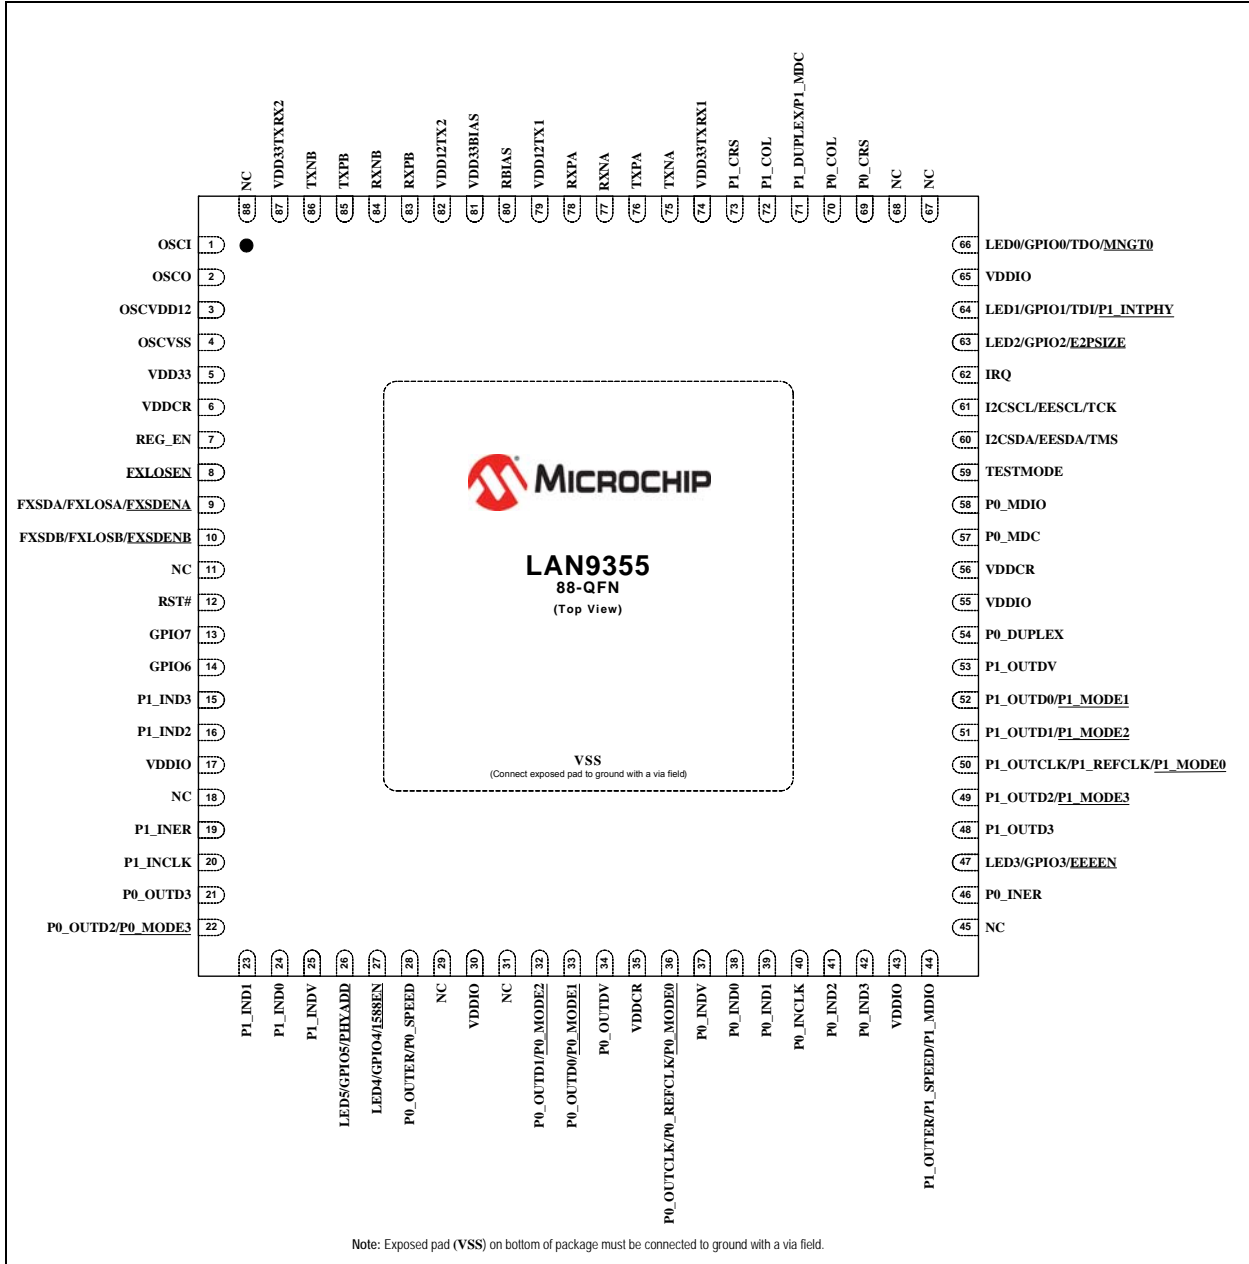 NC
VDD33TXRX2
TXNB
TXPB
RXNB
RXPB
VDD12TX2
VDD33BIAS
RBIAS
VDD12TX1
RXPA
RXNA
TXPA
TXNA
VDD33TXRX1
P1_CRS
P1_COL
P1_DUPLEX/P1_MDC
P0_COL
P0_CRS
NC
NC
88
87
86
85
84
83
82
81
80
79
78
77
76
75
74
73
72
71
70
69
68
67
OSCI 1
OSCO 2
OSCVDD12 3
OSCVSS 4
VDD33 5
VDDCR 6
REG_EN 7
FXLOSEN 8
FXSDA/FXLOSA/FXSDENA 9
FXSDB/FXLOSB/FXSDENB 10
NC 11
RST# 12
GPIO7 13
GPIO6 14
P1_IND3 15
P1_IND2 16
VDDIO 17
NC 18
P1_INER 19
P1_INCLK 20
P0_OUTD3 21
P0_OUTD2/P0_MODE3 22
MICROCHIP
LAN9355
88-QFN
(Top View)
VSS
(Connect exposed pad to ground with a via field)
66 LED0/GPIO0/TDO/MNGT0
65 VDDIO
64 LED1/GPIO1/TDI/P1_INTPHY
63 LED2/GPIO2/E2PSIZE
62 IRQ
61 I2CSCL/EESCL/TCK
60 I2CSDA/EESDA/TMS
59 TESTMODE
58 P0_MDIO
57 P0_MDC
56 VDDCR
55 VDDIO
54 P0_DUPLEX
53 P1_OUTDV
52 P1_OUTD0/P1_MODE1
51 P1_OUTD1/P1_MODE2
50 P1_OUTCLK/P1_REFCLK/P1_MODE0
49 P1_OUTD2/P1_MODE3
48 P1_OUTD3
47 LED3/GPIO3/EEEEN
46 P0_INER
45 NC
23
24
25
26
27
28
29
30
31
32
33
34
35
36
37
38
39
40
41
42
43
44
P1_IND1
P1_IND0
P1_INDV
LED5/GPIO5/PHYADD
LED4/GPIO4/1588EN
P0_OUTER/P0_SPEED
NC
VDDIO
NC
P0_OUTD1/P0_MODE2
P0_OUTD0/P0_MODE1
P0_OUTDV
VDDCR
P0_OUTCLK/P0_REFCLK/P0_MODE0
P0_INDV
P0_IND0
P0_IND1
P0_INCLK
P0_IND2
P0_IND3
VDDIO
P1_OUTER/P1_SPEED/P1_MDIO
Note: Exposed pad (VSS) on bottom of package must be connected to ground with a via field.